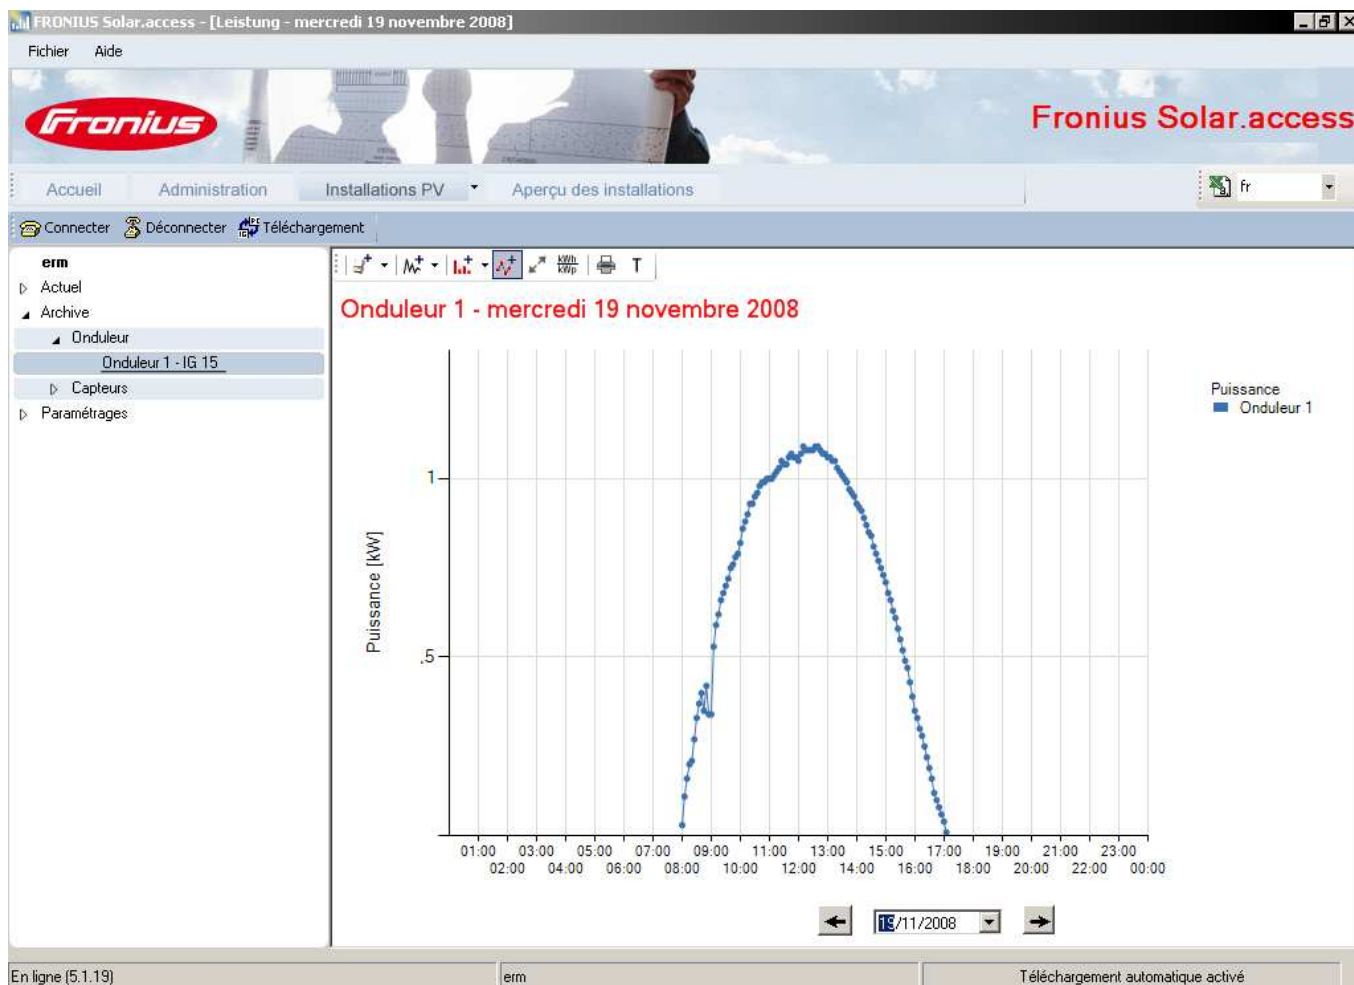 FRONIUS Solar.access - [Leistung - mercredi 19 novembre 2008]
Fichier Aide
Fronius
Fronius Solar.access
Accueil Administration Installations PV Aperçu des installations fr
Connecter Déconnecter Téléchargement
erm
Actuel
Archive
Onduleur
Onduleur 1 - IG 15
Capteurs
Paramétrages
kWh
kWp
T
Onduleur 1 - mercredi 19 novembre 2008
Puissance
Onduleur 1
Puissance [kW]
1
.5
01:00 03:00 05:00 07:00 09:00 11:00 13:00 15:00 17:00 19:00 21:00 23:00
02:00 04:00 06:00 08:00 10:00 12:00 14:00 16:00 18:00 20:00 22:00 00:00
19/11/2008
En ligne (5.1.19) erm Téléchargement automatique activé